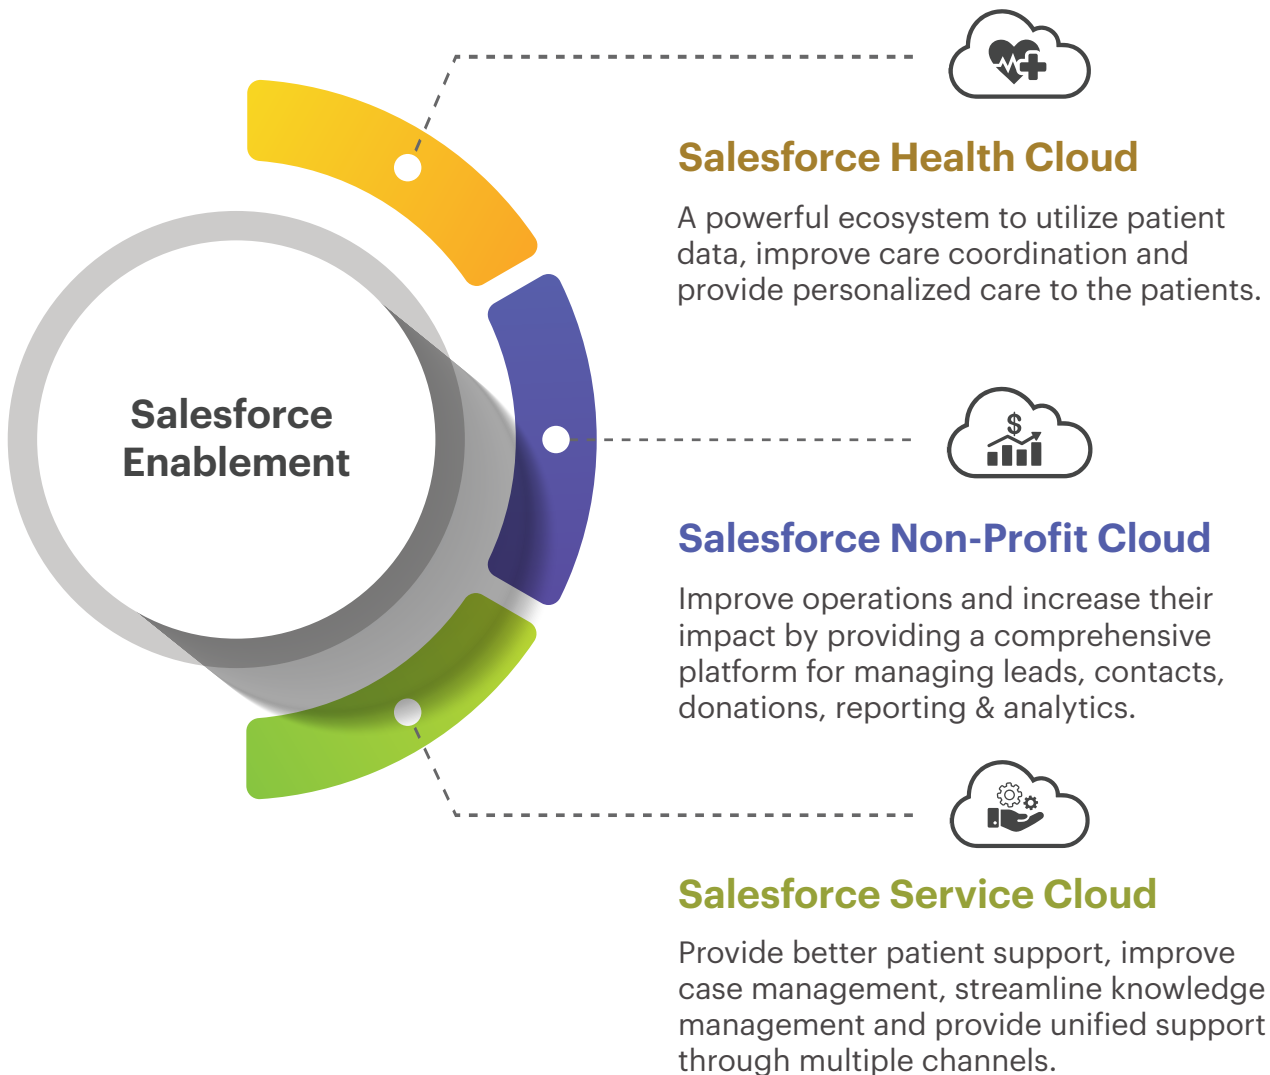 Salesforce
Enablement
Salesforce Health Cloud
A powerful ecosystem to utilize patient
data, improve care coordination and
provide personalized care to the patients.
$
Salesforce Non-Profit Cloud
Improve operations and increase their
impact by providing a comprehensive
platform for managing leads, contacts,
donations, reporting & analytics.
Salesforce Service Cloud
Provide better patient support, improve
case management, streamline knowledge
management and provide unified support
through multiple channels.